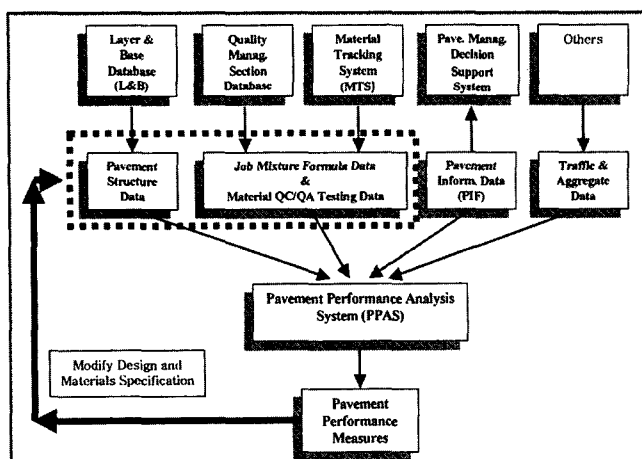 Layer &
Base
Database
(L&B)
Quality
Manag.
Section
Database
Material
Tracking
System
(MTS)
Pave. Manag.
Decision
Support
System
Others
Pavement
Structure
Data
Job Mixture Formula Data
&
Material QC/QA Testing Data
Pavement
Inform. Data
(PIF)
Traffic &
Aggregate
Data
Pavement Performance Analysis
System (PPAS)
Modify Design and
Materials Specification
Pavement
Performance
Measures